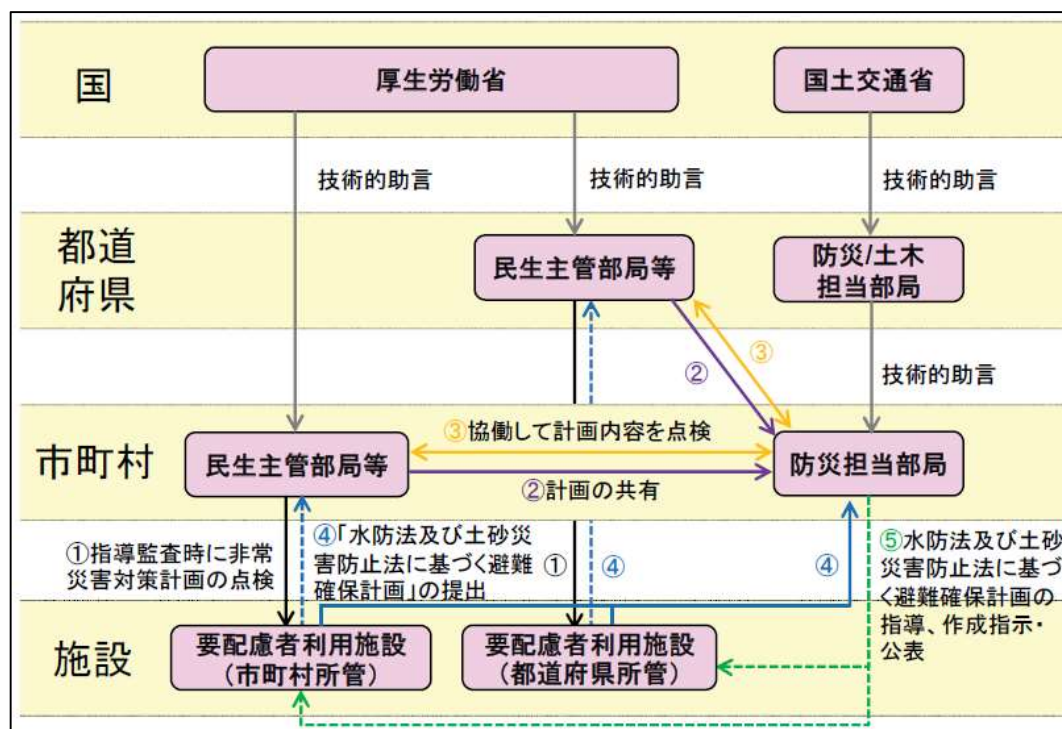 国
厚生労働省
国土交通省
技術的助言
技術的助言
技術的助言
都道
府県
民生主管部局等
防災/土木
担当部局
②
③
技術的助言
市町村
民生主管部局等
③協働して計画内容を点検
②計画の共有
防災担当部局
①指導監査時に非常
災害対策計画の点検
④「水防法及び土砂災
害防止法に基づく避難
確保計画」の提出
①
④
④
⑤水防法及び土砂
災害防止法に基づ
く避難確保計画の
指導、作成指示・
公表
施設
要配慮者利用施設
(市町村所管)
要配慮者利用施設
(都道府県所管)